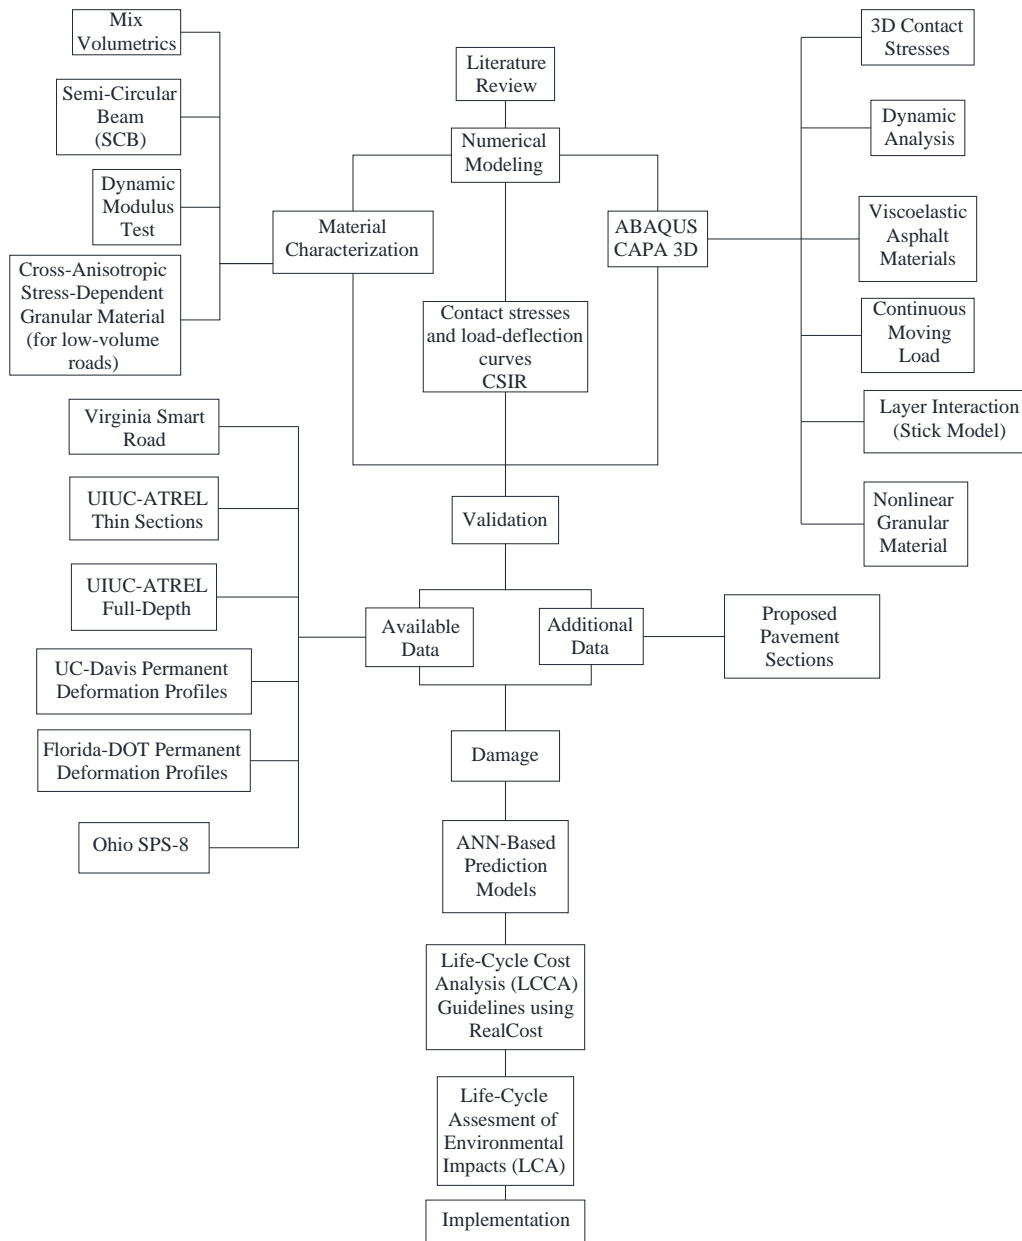 Mix
Volumetrics
Semi-Circular
Beam
(SCB)
Dynamic
Modulus
Test
Cross-Anisotropic
Stress-Dependent
Granular Material
(for low-volume
roads)
Literature
Review
Numerical
Modeling
Material
Characterization
ABAQUS
CAPA 3D
Contact stresses
and load-deflection
curves
CSIR
3D Contact
Stresses
Dynamic
Analysis
Viscoelastic
Asphalt
Materials
Continuous
Moving
Load
Layer Interaction
(Stick Model)
Nonlinear
Granular
Material
Validation
Virginia Smart
Road
UIUC-ATREL
Thin Sections
UIUC-ATREL
Full-Depth
UC-Davis Permanent
Deformation Profiles
Florida-DOT Permanent
Deformation Profiles
Ohio SPS-8
Available
Data
Additional
Data
Proposed
Pavement
Sections
Damage
ANN-Based
Prediction
Models
Life-Cycle Cost
Analysis (LCCA)
Guidelines using
RealCost
Life-Cycle
Assesment of
Environmental
Impacts (LCA)
Implementation